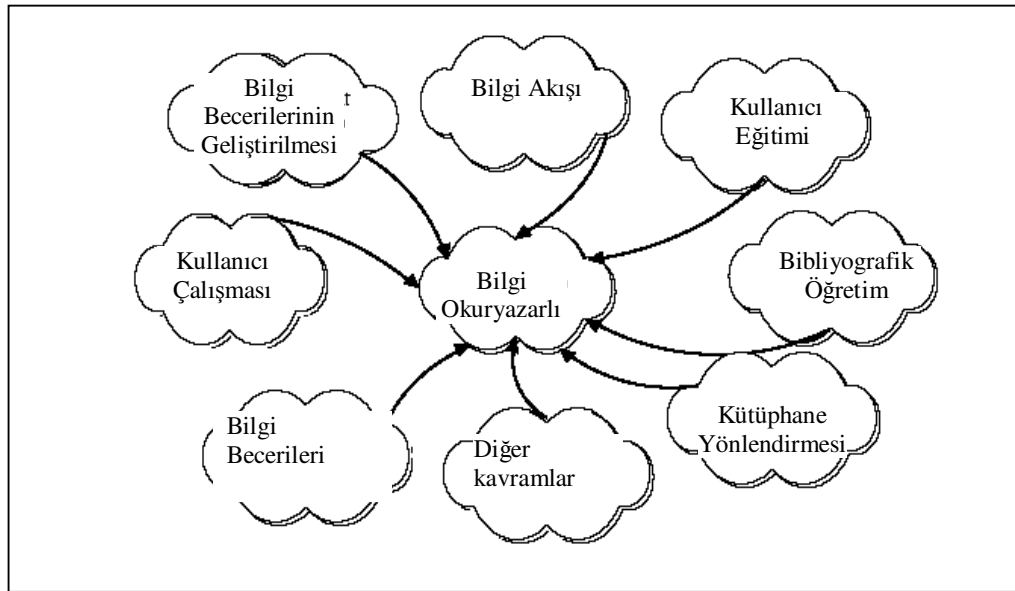 Bilgi
Becerilerinin
Geliştirilmesi
Bilgi Akışı
Kullanıcı
Eğitimi
Kullanıcı
Çalışması
Bilgi
Okuryazarlı
Bibliyografik
Öğretim
Bilgi
Becerileri
Diğer
kavramlar
Kütüphane
Yönlendirmesi